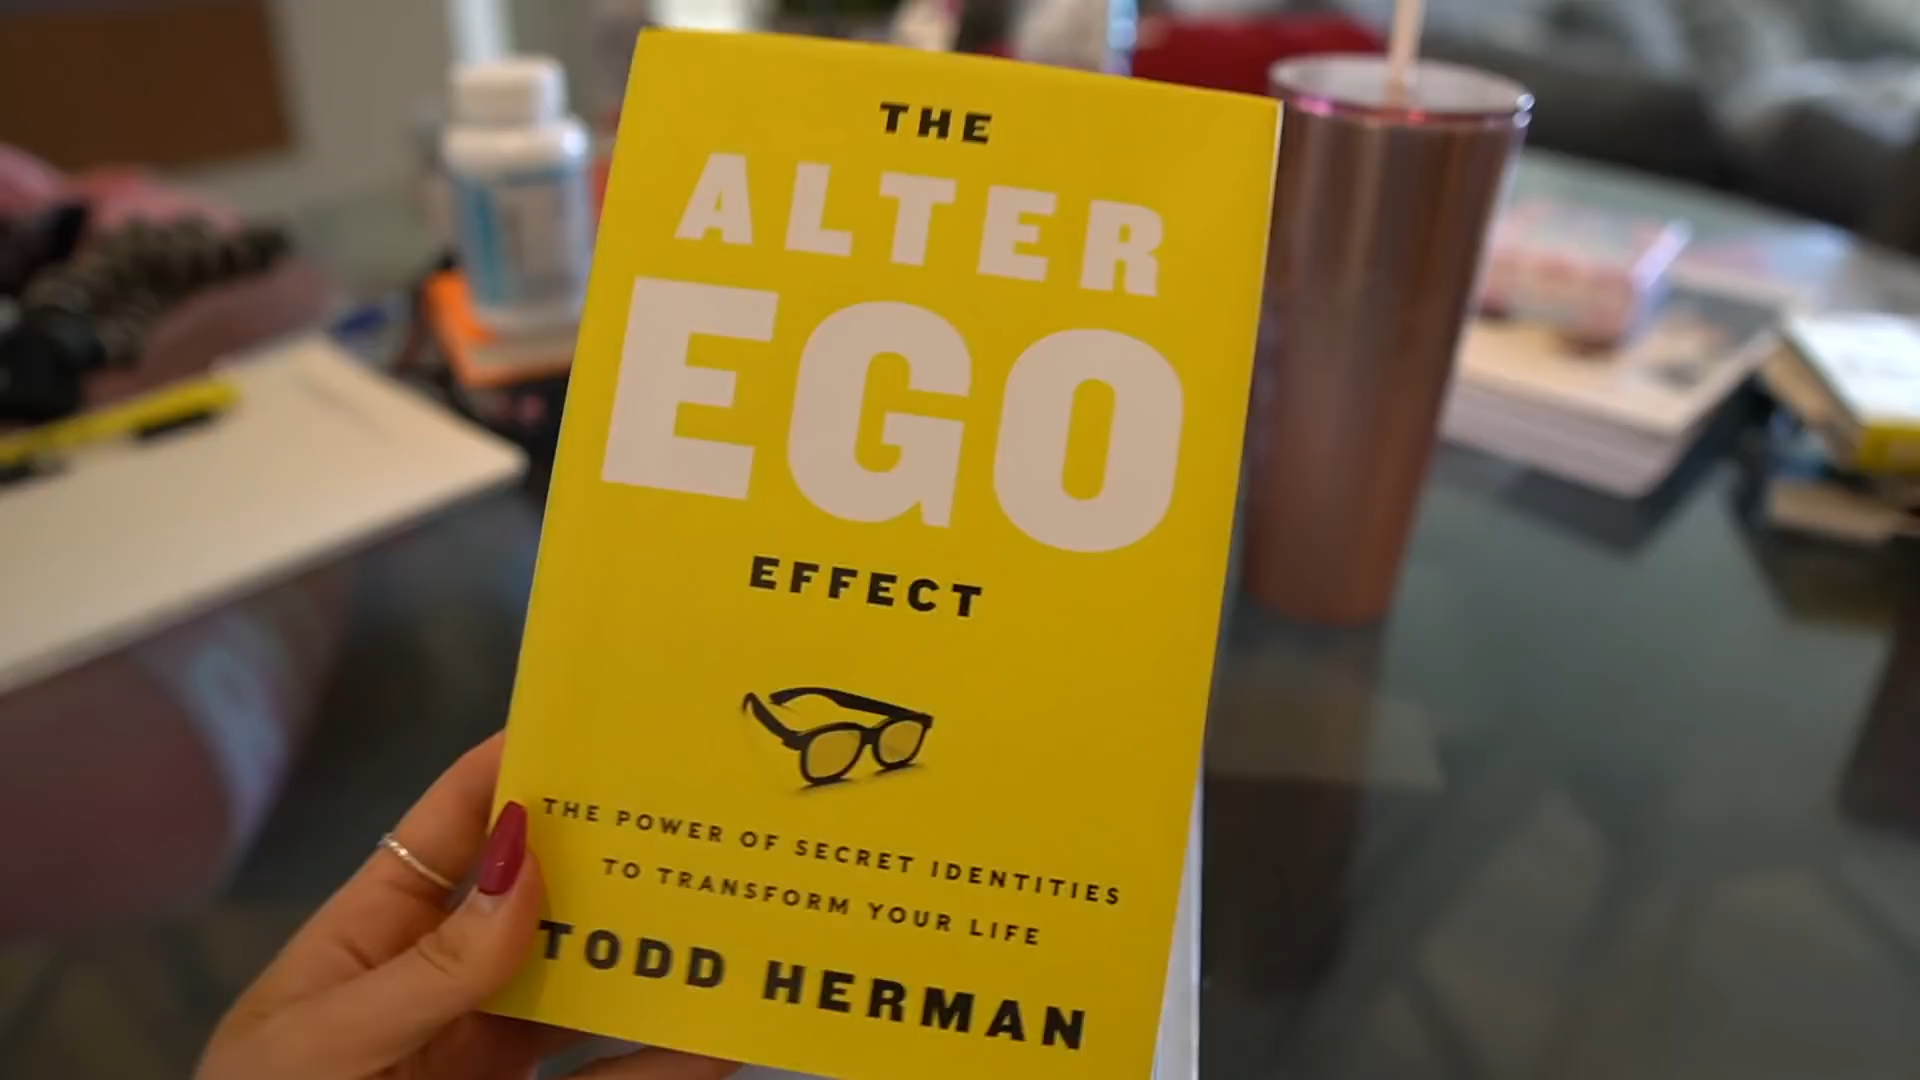 THE
ALTER
EGO
EFFECT
THE POWER OF SECRET IDENTITIES
TO TRANSFORM YOUR LIFE
TODD HERMAN